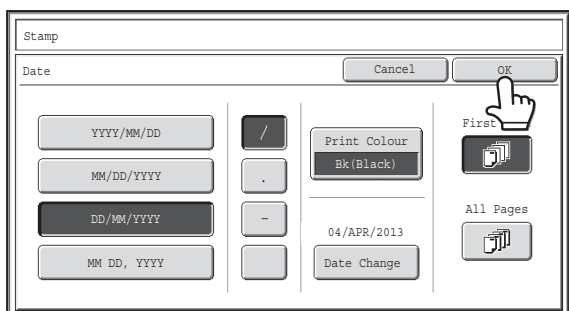 Stamp
Date
Cancel
OK
YYYY/MM/DD
MM/DD/YYYY
DD/MM/YYYY
MM DD, YYYY
/
.
-
Print Colour
Bk(Black)
04/APR/2013
Date Change
First
All Pages